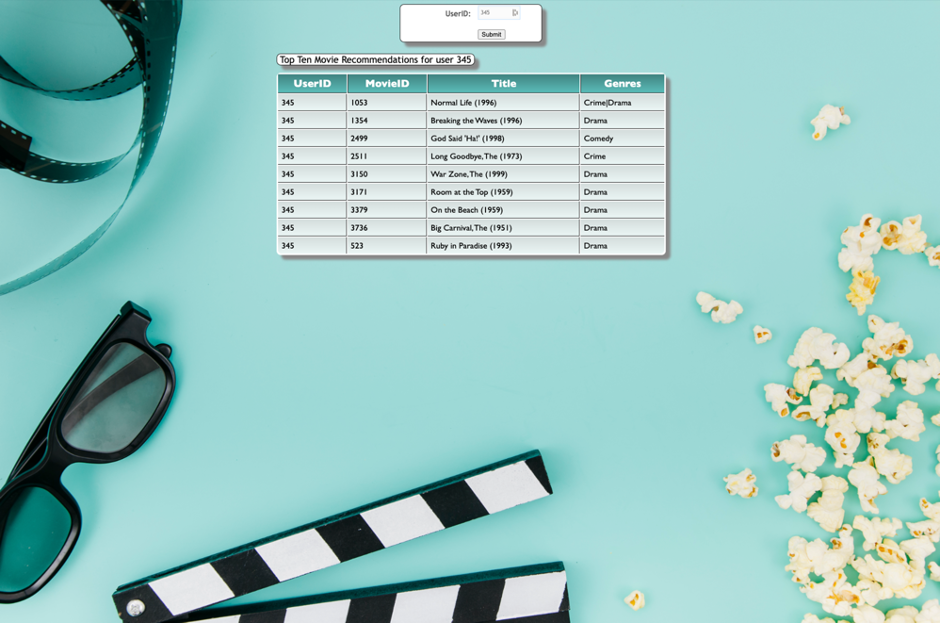 UserID: 345
Submit
Top Ten Movie Recommendations for user 345
UserID MovieID Title Genres
345 1053 Normal Life (1996) Crime|Drama
345 1354 Breaking the Waves (1996) Drama
345 2499 God Said 'Ha!' (1998) Comedy
345 2511 Long Goodbye, The (1973) Crime
345 3150 War Zone, The (1999) Drama
345 3171 Room at the Top (1959) Drama
345 3379 On the Beach (1959) Drama
345 3736 Big Carnival, The (1951) Drama
345 523 Ruby in Paradise (1993) Drama